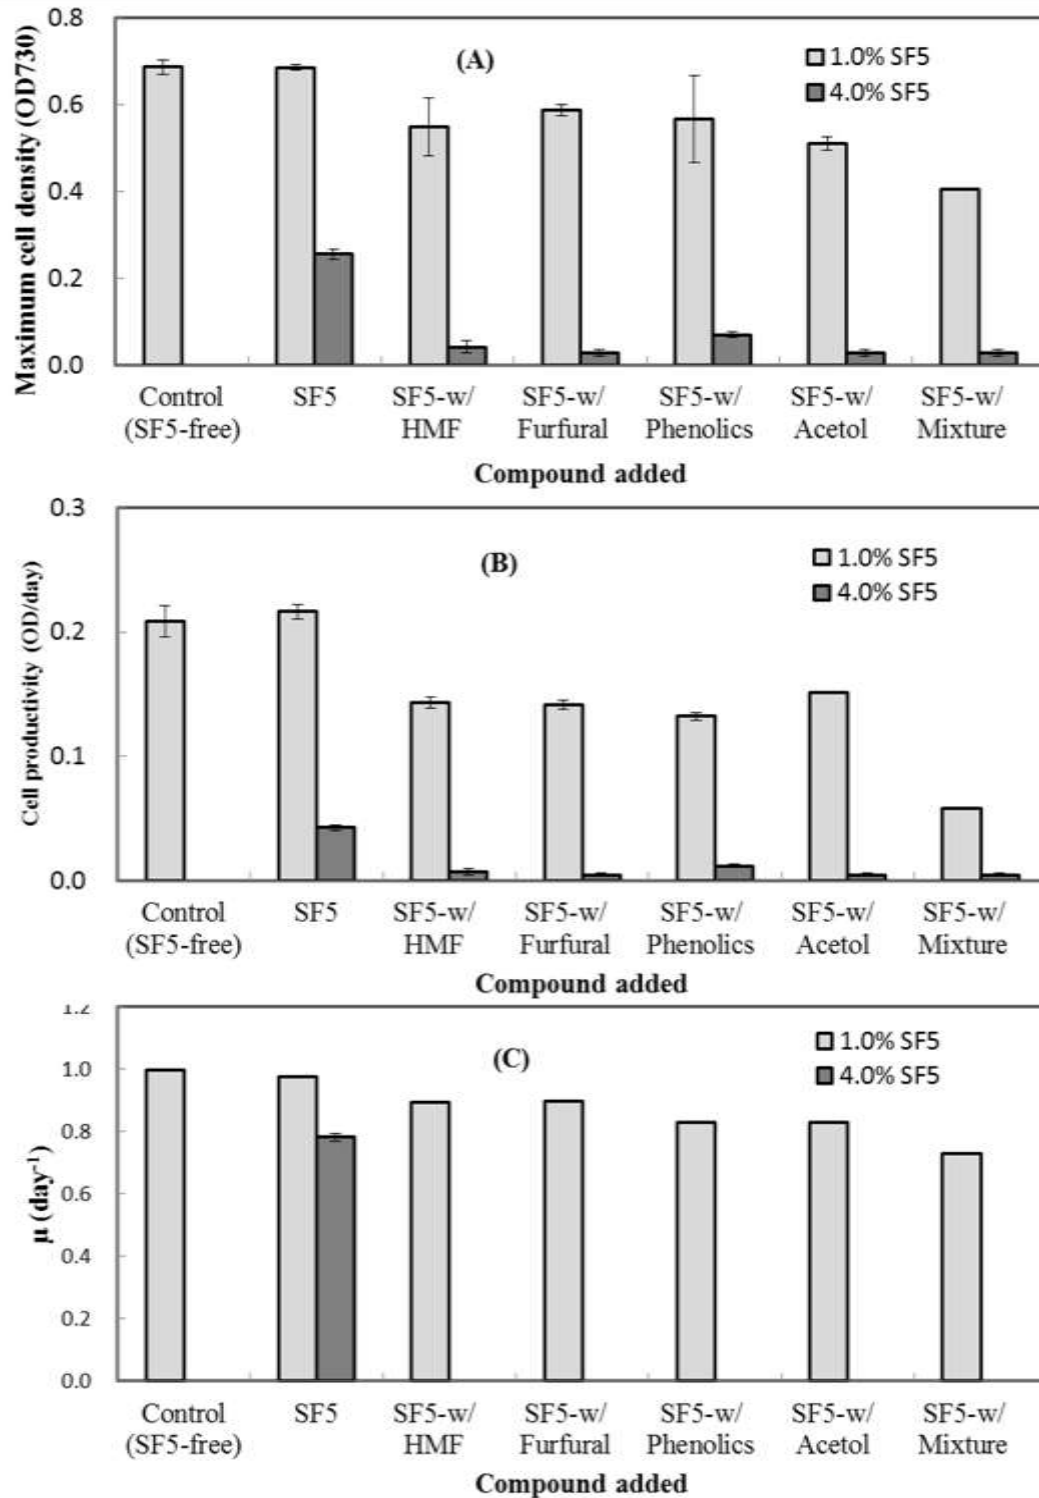 0.8
0.6
0.4
0.2
0.0
Maximum cell density (OD730)
(A)
1.0% SF5
4.0% SF5
Control
(SF5-free)
SF5
SF5-w/
HMF
SF5-w/
Furfural
SF5-w/
Phenolics
SF5-w/
Acetol
SF5-w/
Mixture
Compound added
0.3
0.2
0.1
0.0
Cell productivity (OD/day)
(B)
1.0% SF5
4.0% SF5
Control
(SF5-free)
SF5
SF5-w/
HMF
SF5-w/
Furfural
SF5-w/
Phenolics
SF5-w/
Acetol
SF5-w/
Mixture
Compound added
1.2
1.0
0.8
0.6
0.4
0.2
0.0
μ (day⁻¹)
(C)
1.0% SF5
4.0% SF5
Control
(SF5-free)
SF5
SF5-w/
HMF
SF5-w/
Furfural
SF5-w/
Phenolics
SF5-w/
Acetol
SF5-w/
Mixture
Compound added